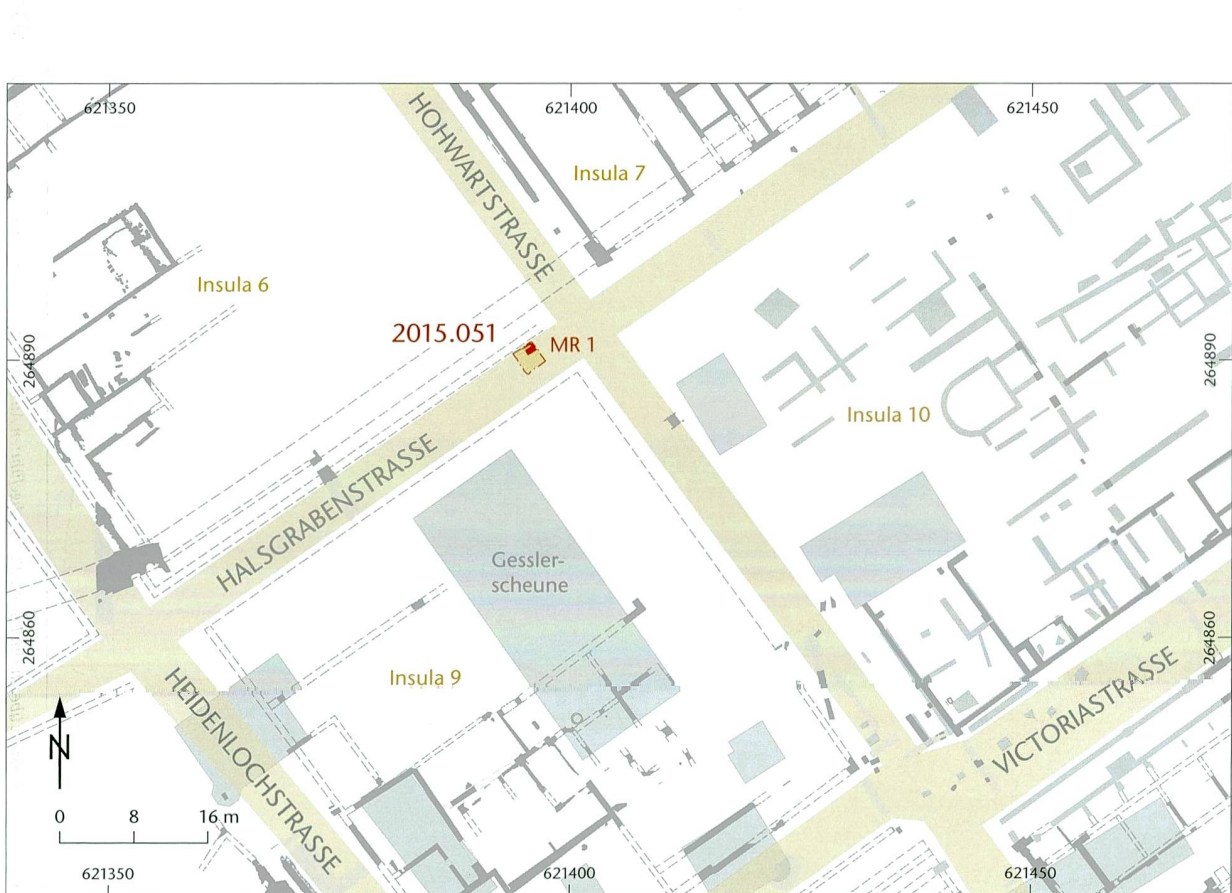 621350
621400
621450
HOHWARTSTRASSE
Insula 7
Insula 6
2015.051
MR 1
264890
264890
Insula 10
HALSGRABENSTRASSE
Gessler-
scheune
264860
264860
Insula 9
HEIDENLOCHSTRASSE
VICTORIASTRASSE
N
0 8 16 m
621350
621400
621450